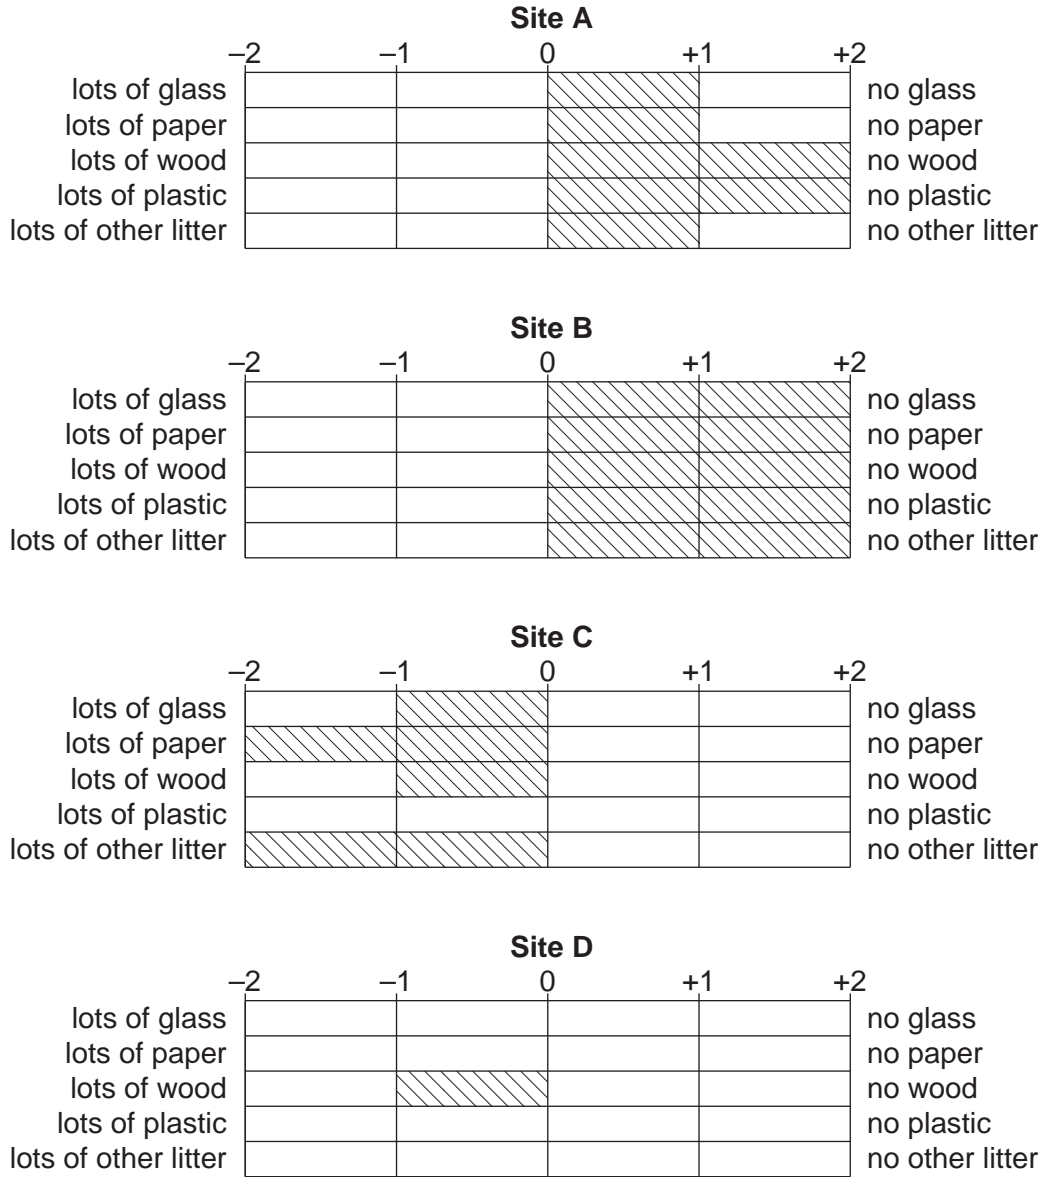 Site A
–2 –1 0 +1 +2
lots of glass no glass
lots of paper no paper
lots of wood no wood
lots of plastic no plastic
lots of other litter no other litter
Site B
–2 –1 0 +1 +2
lots of glass no glass
lots of paper no paper
lots of wood no wood
lots of plastic no plastic
lots of other litter no other litter
Site C
–2 –1 0 +1 +2
lots of glass no glass
lots of paper no paper
lots of wood no wood
lots of plastic no plastic
lots of other litter no other litter
Site D
–2 –1 0 +1 +2
lots of glass no glass
lots of paper no paper
lots of wood no wood
lots of plastic no plastic
lots of other litter no other litter